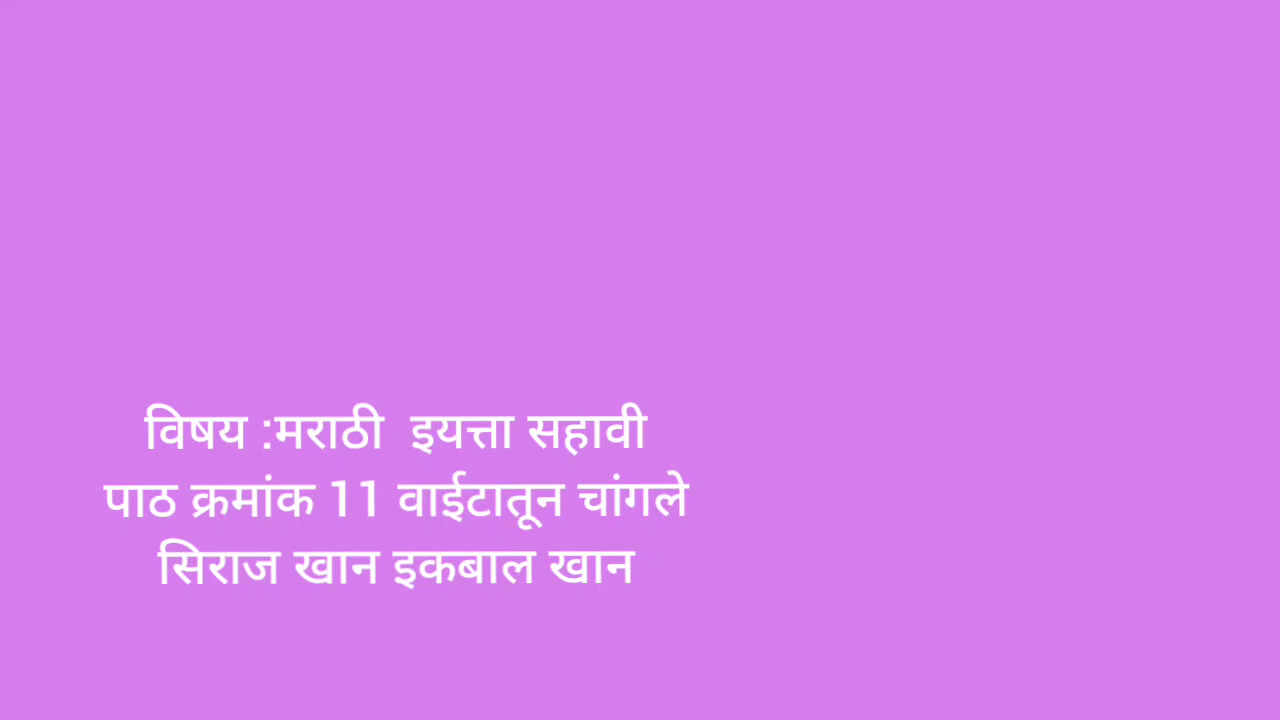 विषय :मराठी  इयत्ता सहावी
पाठ क्रमांक 11 वाईटातून चांगले
सिराज खान इकबाल खान